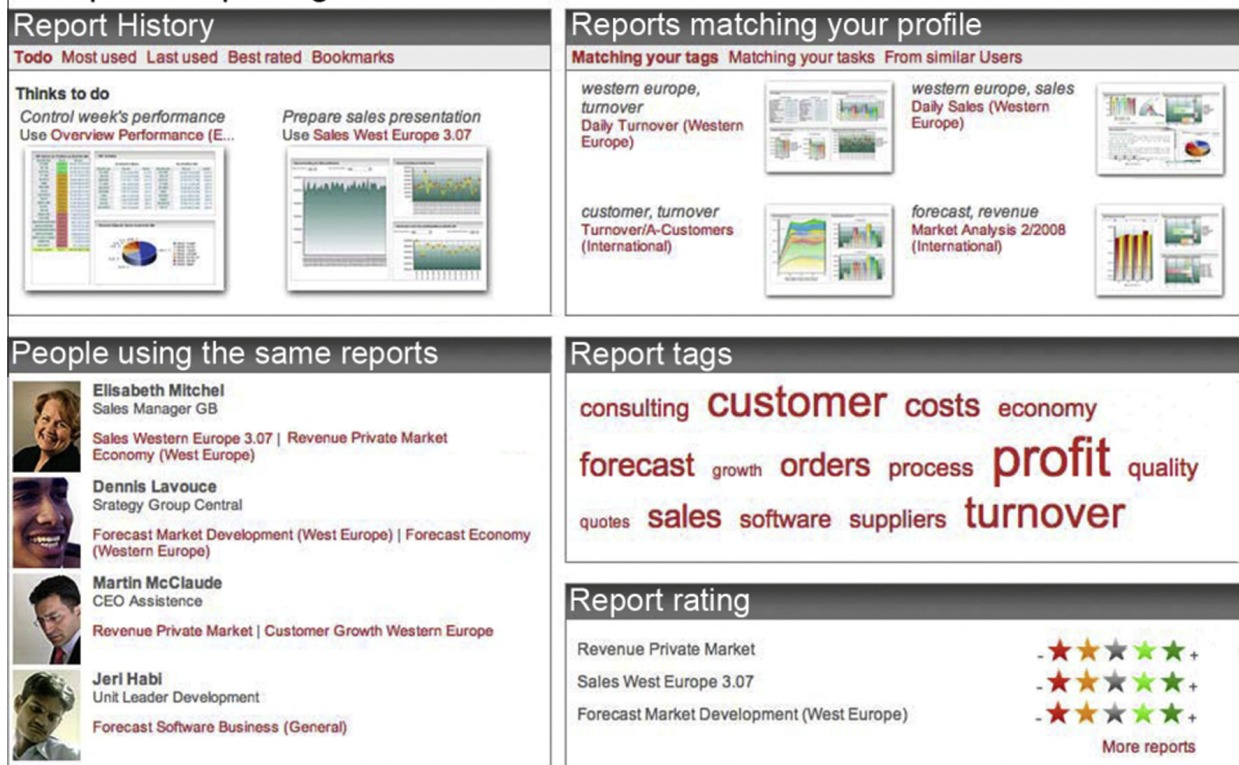 Report History
Todo Most used Last used Best rated Bookmarks
Thinks to do
Control week's performance
Use Overview Performance (E...
Prepare sales presentation
Use Sales West Europe 3.07
Reports matching your profile
Matching your tags Matching your tasks From similar Users
western europe,
turnover
Daily Turnover (Western
Europe)
western europe, sales
Daily Sales (Western
Europe)
customer, turnover
Turnover/A-Customers
(International)
forecast, revenue
Market Analysis 2/2008
(International)
People using the same reports
Elisabeth Mitchel
Sales Manager GB
Sales Western Europe 3.07 | Revenue Private Market
Economy (West Europe)
Dennis Lavouce
Srategy Group Central
Forecast Market Development (West Europe) | Forecast Economy
(Western Europe)
Martin McClaude
CEO Assistence
Revenue Private Market | Customer Growth Western Europe
Jeri Habi
Unit Leader Development
Forecast Software Business (General)
Report tags
consulting customer costs economy
forecast growth orders process profit quality
quotes sales software suppliers turnover
Report rating
Revenue Private Market - +
Sales West Europe 3.07 - +
Forecast Market Development (West Europe) - +
More reports